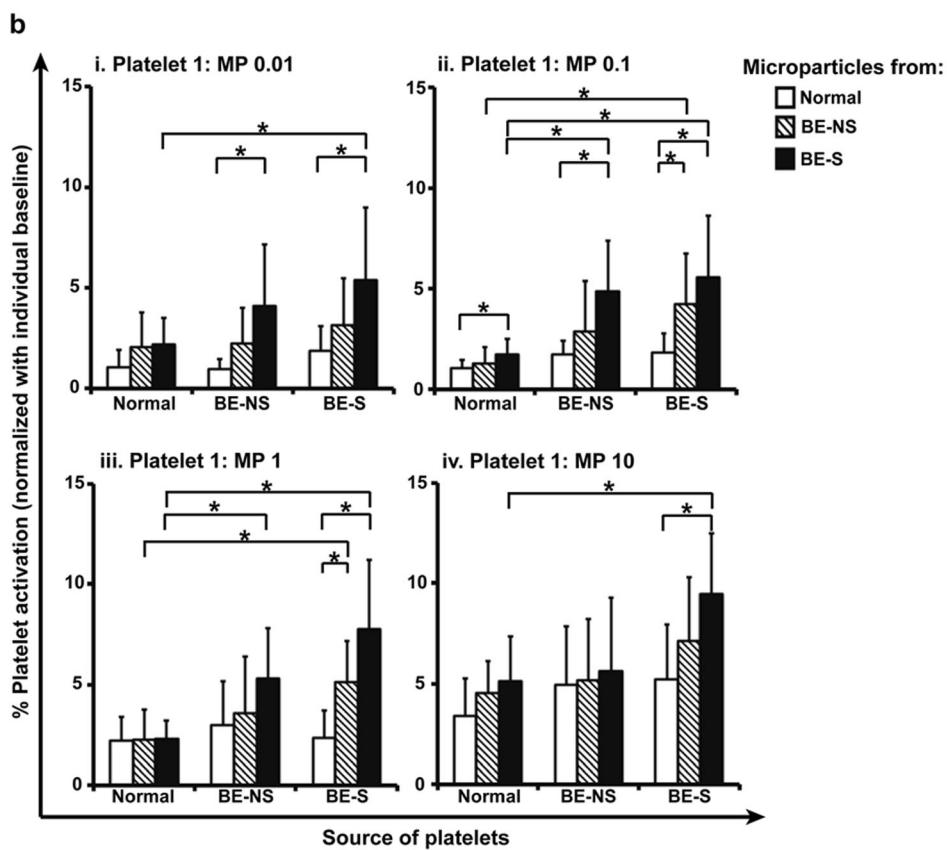 b
i. Platelet 1: MP 0.01
ii. Platelet 1: MP 0.1
Microparticles from:
Normal
BE-NS
BE-S
15
10
5
0
*
*
*
Normal BE-NS BE-S
15
10
5
0
*
*
*
*
*
*
*
Normal BE-NS BE-S
iii. Platelet 1: MP 1
iv. Platelet 1: MP 10
15
10
5
0
*
*
*
*
*
Normal BE-NS BE-S
15
10
5
0
*
*
Normal BE-NS BE-S
% Platelet activation (normalized with individual baseline)
Source of platelets